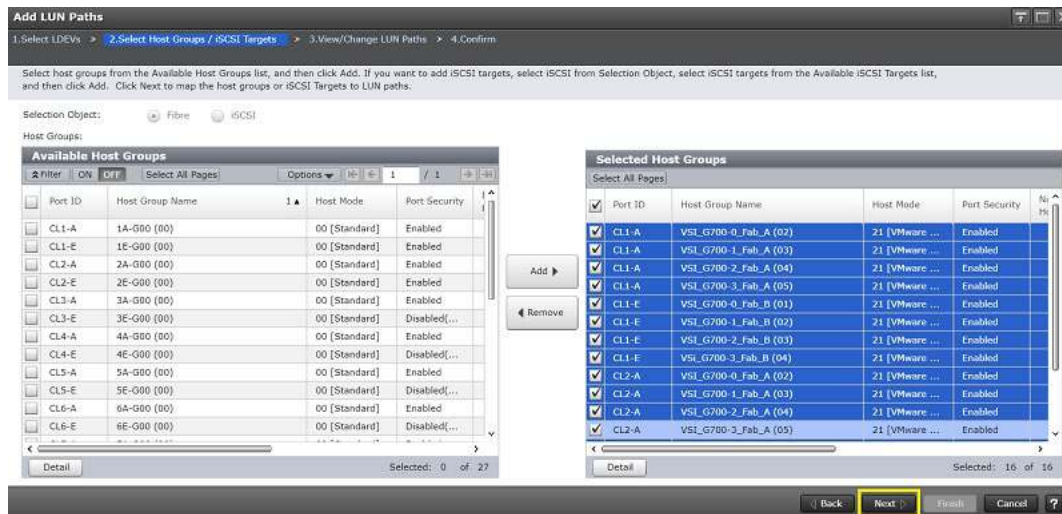 Add LUN Paths
1.Select LDEVs > 2.Select Host Groups / iSCSI Targets > 3.View/Change LUN Paths > 4.Confirm
Select host groups from the Available Host Groups list, and then click Add. If you want to add iSCSI targets, select iSCSI from Selection Object, select iSCSI targets from the Available iSCSI Targets list,
and then click Add. Click Next to map the host groups or iSCSI Targets to LUN paths.
Selection Object: Fibre iSCSI
Host Groups:
Available Host Groups
Filter ON OFF Select All Pages Options 1 / 1
Port ID Host Group Name 1 Host Mode Port Security
CL1-A 1A-G00 (00) 00 [Standard] Enabled
CL1-E 1E-G00 (00) 00 [Standard] Enabled
CL2-A 2A-G00 (00) 00 [Standard] Enabled
CL2-E 2E-G00 (00) 00 [Standard] Enabled
CL3-A 3A-G00 (00) 00 [Standard] Enabled
CL3-E 3E-G00 (00) 00 [Standard] Disabled(...
CL4-A 4A-G00 (00) 00 [Standard] Enabled
CL4-E 4E-G00 (00) 00 [Standard] Disabled(...
CL5-A 5A-G00 (00) 00 [Standard] Enabled
CL5-E 5E-G00 (00) 00 [Standard] Disabled(...
CL6-A 6A-G00 (00) 00 [Standard] Enabled
CL6-E 6E-G00 (00) 00 [Standard] Disabled(...
Detail Selected: 0 of 27
Add
Remove
Selected Host Groups
Select All Pages
Port ID Host Group Name Host Mode Port Security
CL1-A VSI_G700-0_Fab_A (02) 21 [VMware ... Enabled
CL1-A VSI_G700-1_Fab_A (03) 21 [VMware ... Enabled
CL1-A VSI_G700-2_Fab_A (04) 21 [VMware ... Enabled
CL1-A VSI_G700-3_Fab_A (05) 21 [VMware ... Enabled
CL1-E VSI_G700-0_Fab_B (01) 21 [VMware ... Enabled
CL1-E VSI_G700-1_Fab_B (02) 21 [VMware ... Enabled
CL1-E VSI_G700-2_Fab_B (03) 21 [VMware ... Enabled
CL1-E VSi_G700-3_Fab_B (04) 21 [VMware ... Enabled
CL2-A VSI_G700-0_Fab_A (02) 21 [VMware ... Enabled
CL2-A VSI_G700-1_Fab_A (03) 21 [VMware ... Enabled
CL2-A VSI_G700-2_Fab_A (04) 21 [VMware ... Enabled
CL2-A VSI_G700-3_Fab_A (05) 21 [VMware ... Enabled
Detail Selected: 16 of 16
Back Next Finish Cancel ?